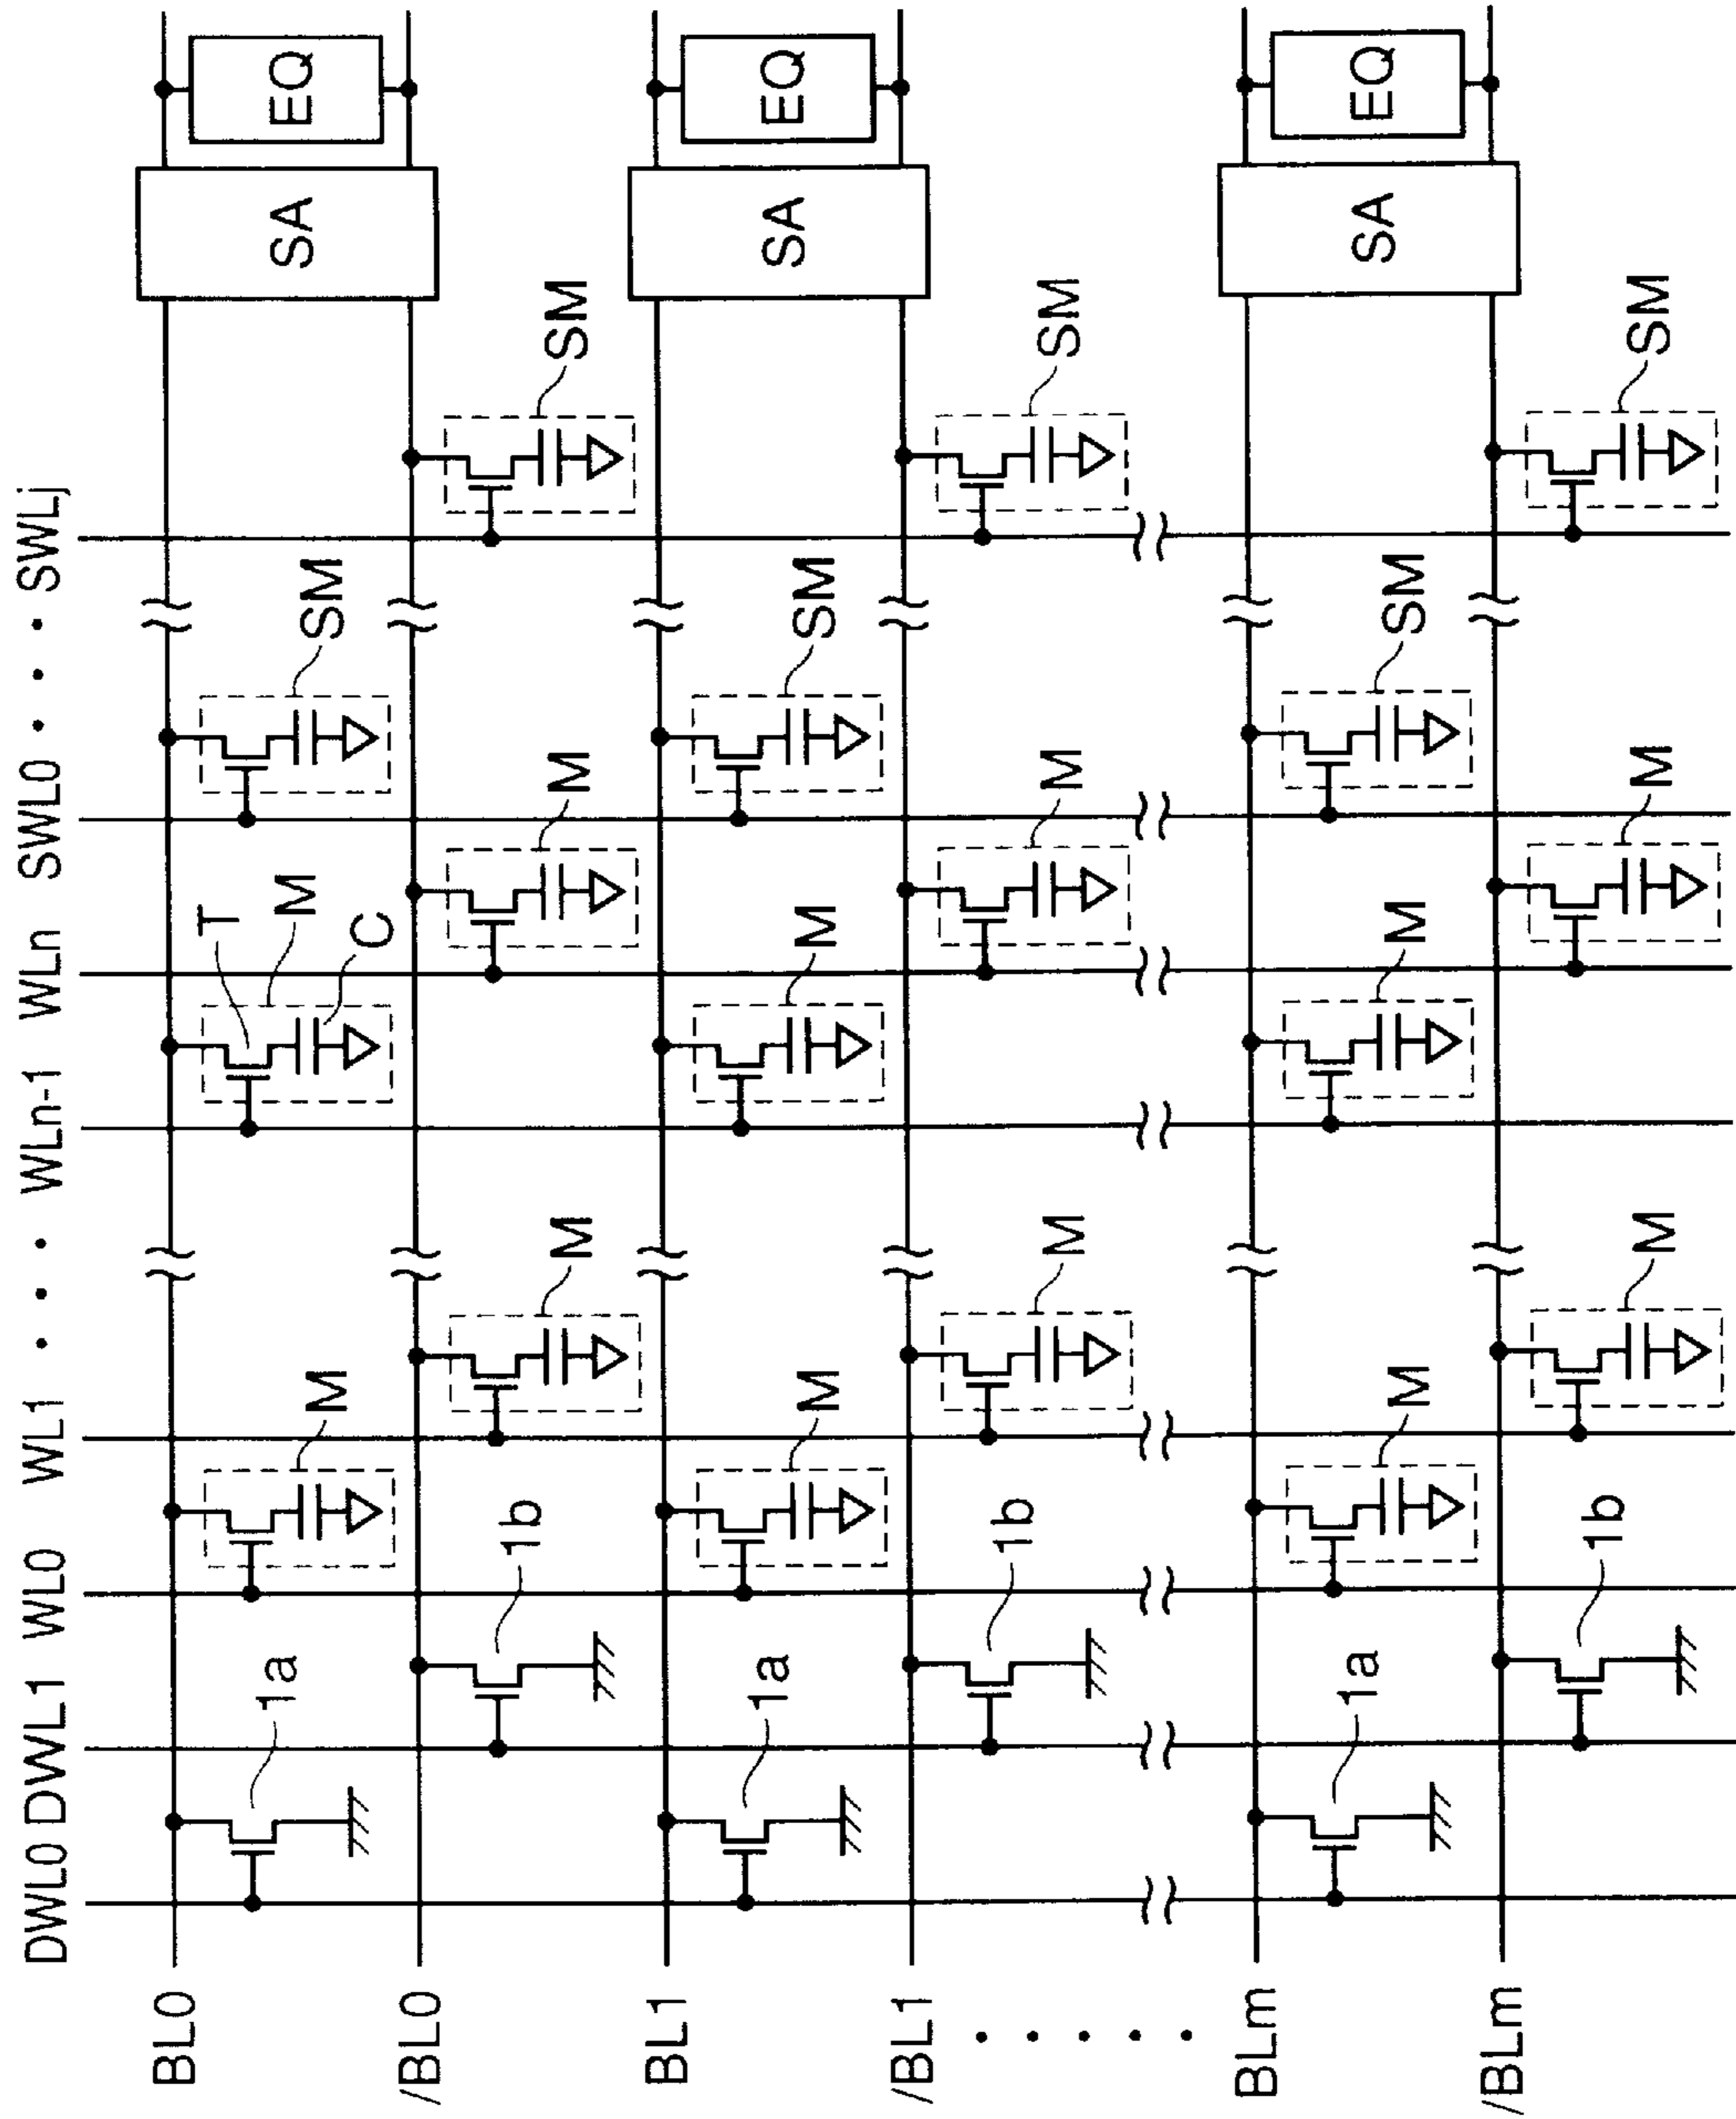 DWL0 DWL1 WL0 WL1 · · · WLn-1 WLn SWL0 · · · SWLj
BL0
1a M T M C SM SA EQ
/BL0
1b M M SM
BL1
1a M M SM SA EQ
/BL1
1b M M SM
· · · · ·
BLm
1a M M SM SA EQ
/BLm
1b M M SM